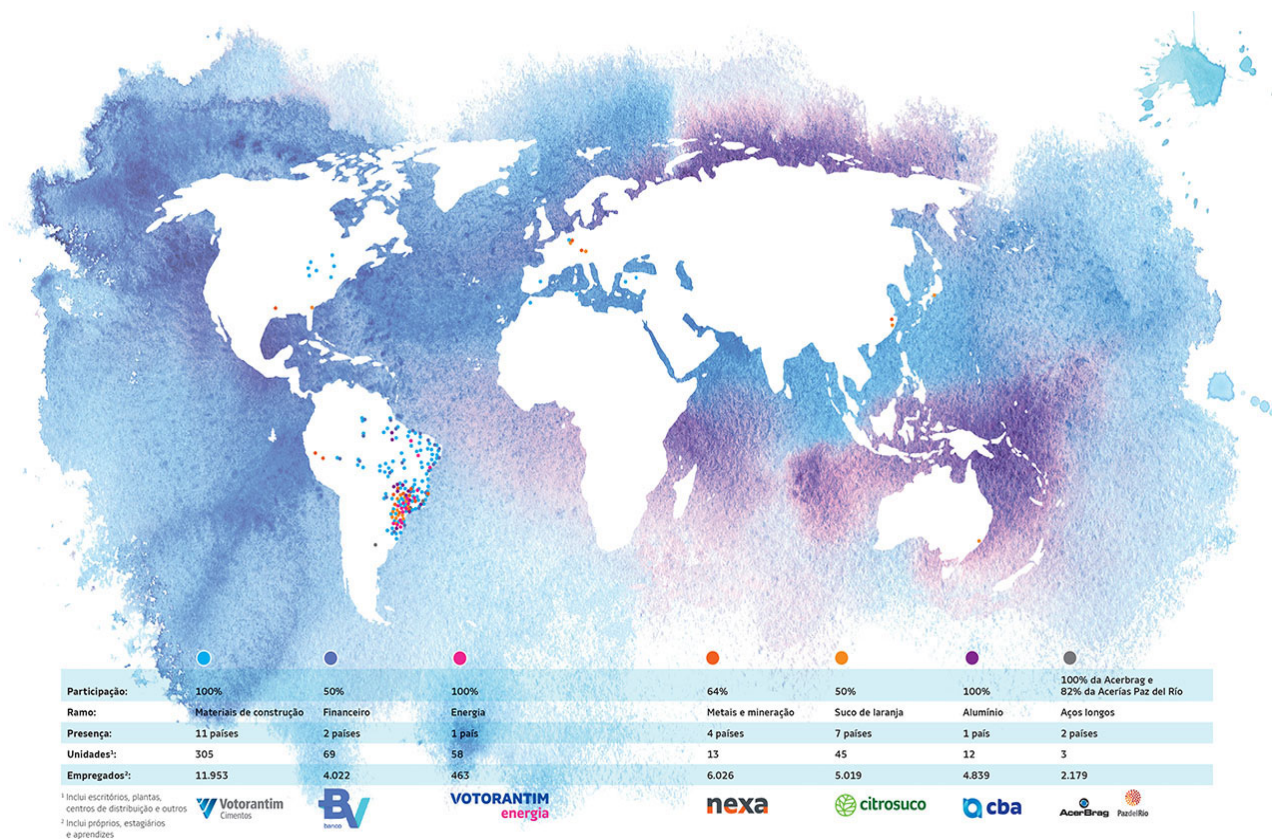 Participação: 100% 50% 100% 64% 50% 100% 100% da Acerbrag e
82% da Acerías Paz del Río
Ramo: Materiais de construção Financeiro Energia Metais e mineração Suco de laranja Alumínio Aços longos
Presença: 11 países 2 países 1 país 4 países 7 países 1 país 2 países
Unidades¹: 305 69 58 13 45 12 3
Empregados²: 11.953 4.022 463 6.026 5.019 4.839 2.179
¹ Inclui escritórios, plantas,
centros de distribuição e outros
² Inclui próprios, estagiários
e aprendizes
Votorantim
Cimentos
BV
banco
VOTORANTIM
energia
nexa
citrosuco
cba
AcerBrag
PazdelRío